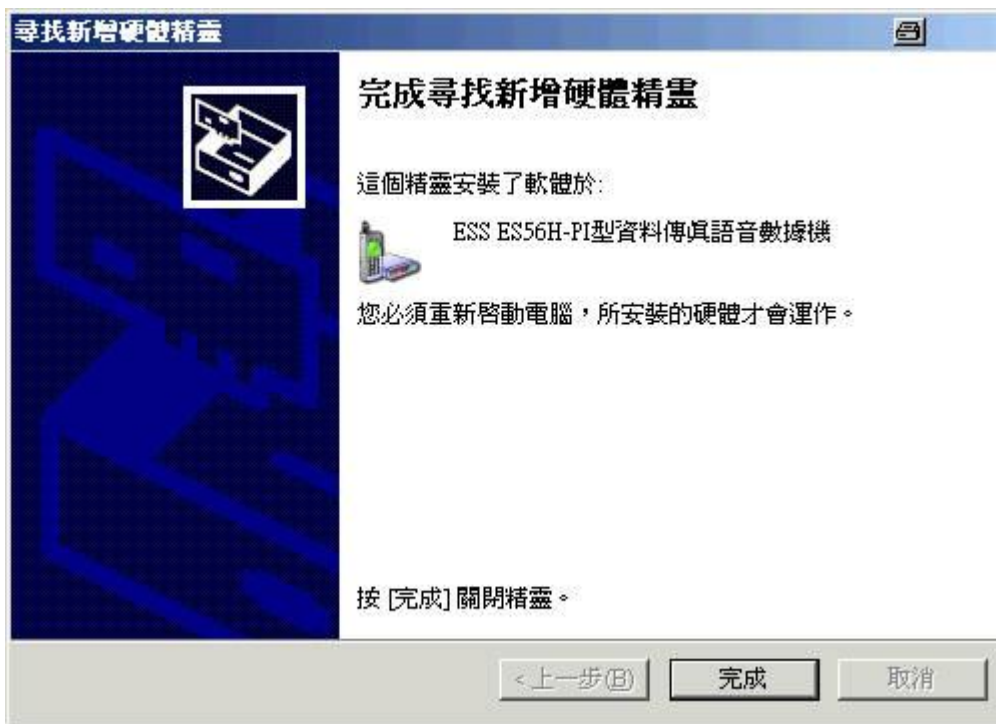 尋找新增硬體精靈
完成尋找新增硬體精靈
這個精靈安裝了軟體於:
ESS ES56H-PI型資料傳真語音數據機
您必須重新啓動電腦，所安裝的硬體才會運作。
按 [完成] 關閉精靈。
<上一步(B) 完成 取消